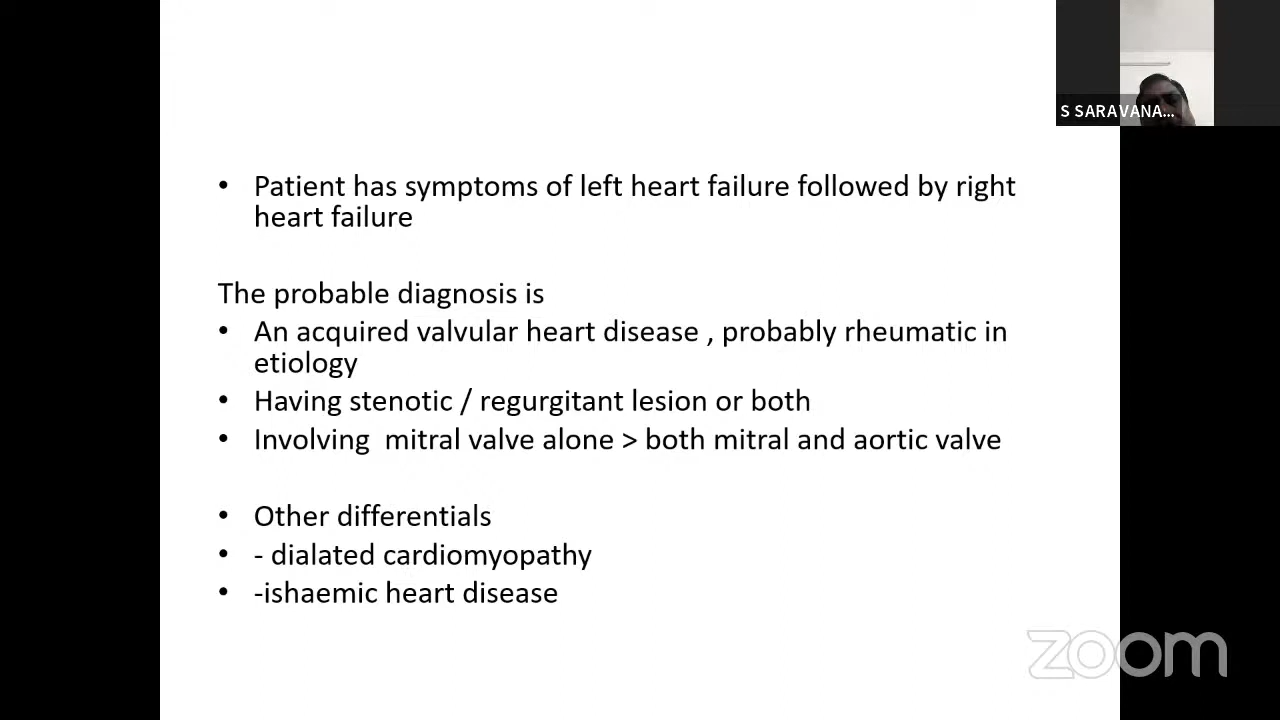 S SARAVANA...
• Patient has symptoms of left heart failure followed by right
heart failure
The probable diagnosis is
• An acquired valvular heart disease , probably rheumatic in
etiology
• Having stenotic / regurgitant lesion or both
• Involving  mitral valve alone > both mitral and aortic valve
• Other differentials
• - dialated cardiomyopathy
• -ishaemic heart disease
zoom